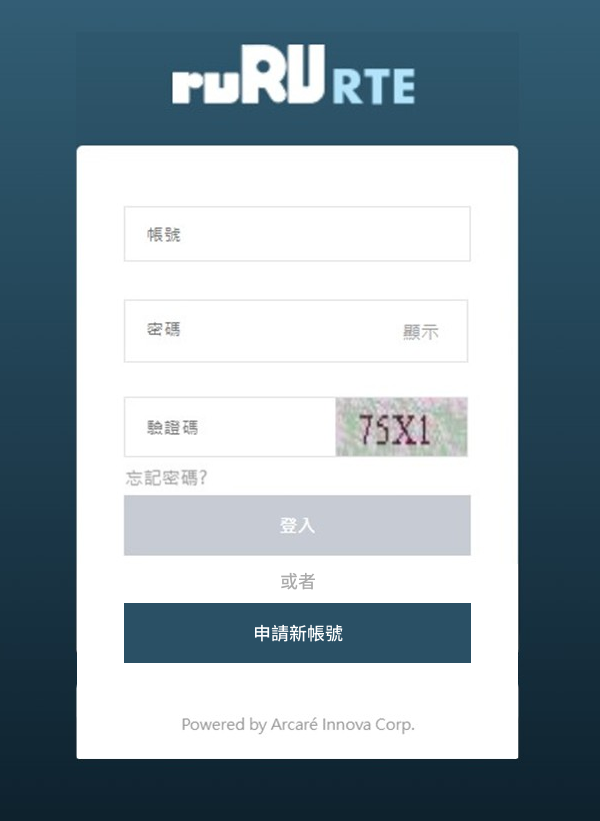 ruRU RTE
帳號
密碼 顯示
驗證碼 75X1
忘記密碼?
登入
或者
申請新帳號
Powered by Arcaré Innova Corp.